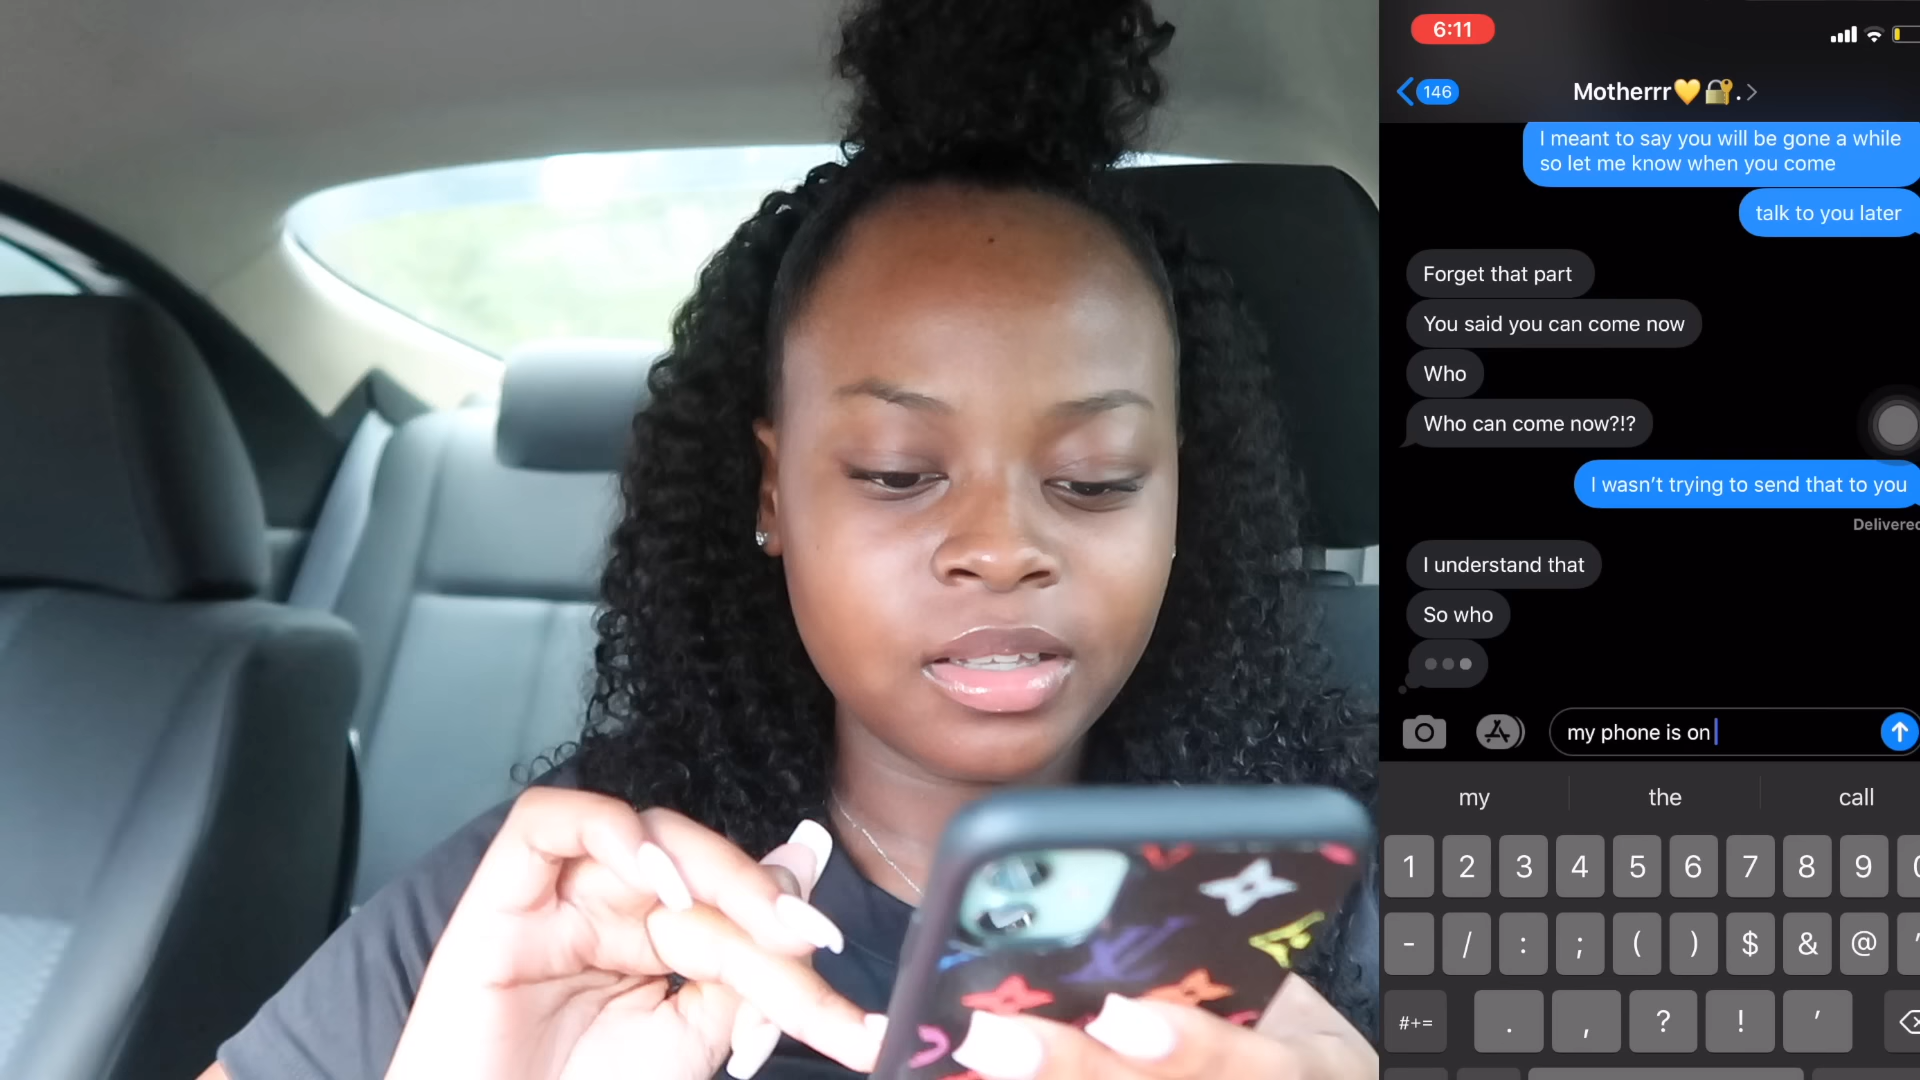 6:11
146
Motherrr💛🔐. >
I meant to say you will be gone a while
so let me know when you come
talk to you later
Forget that part
You said you can come now
Who
Who can come now?!?
I wasn't trying to send that to you
Delivered
I understand that
So who
my phone is on
my the call
1 2 3 4 5 6 7 8 9 0
- / : ; ( ) $ & @
#+= . , ? ! ’